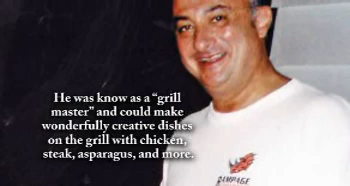 He was know as a “grill
master” and could make
wonderfully creative dishes
on the grill with chicken,
steak, asparagus, and more.
RAMPAGE